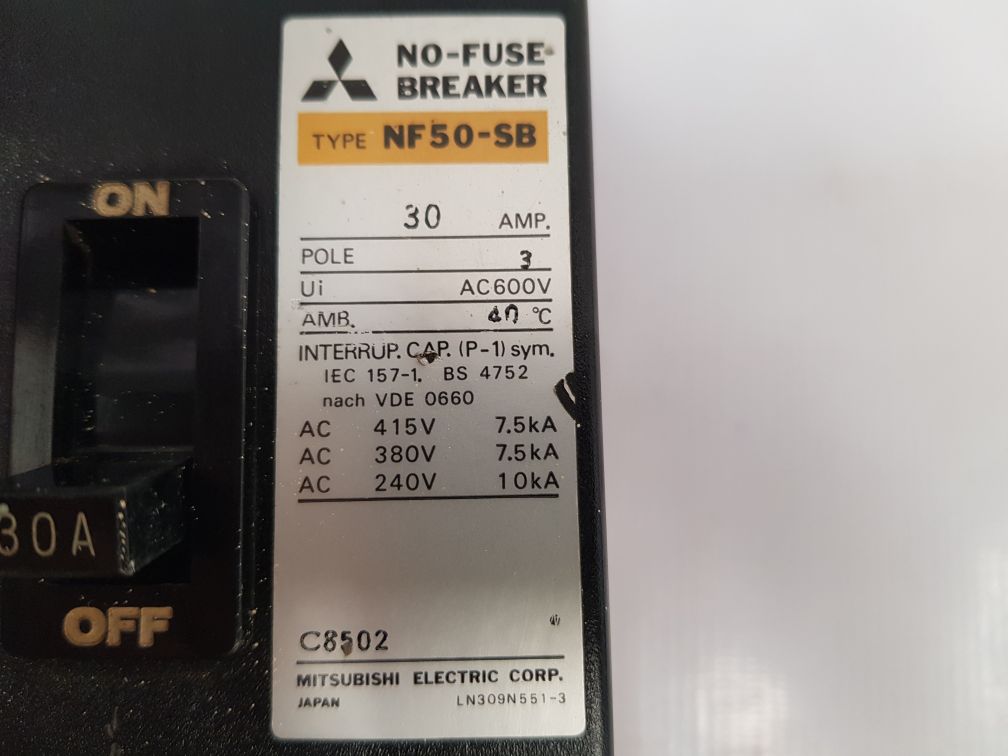 NO-FUSE
BREAKER
TYPE NF50-SB
30 AMP.
POLE 3
Ui AC600V
AMB. 40 °C
INTERRUP. CAP. (P-1) sym.
IEC 157-1. BS 4752
nach VDE 0660
AC 415V 7.5kA
AC 380V 7.5kA
AC 240V 10kA
C8502
MITSUBISHI ELECTRIC CORP.
JAPAN LN309N551-3
ON
30A
OFF